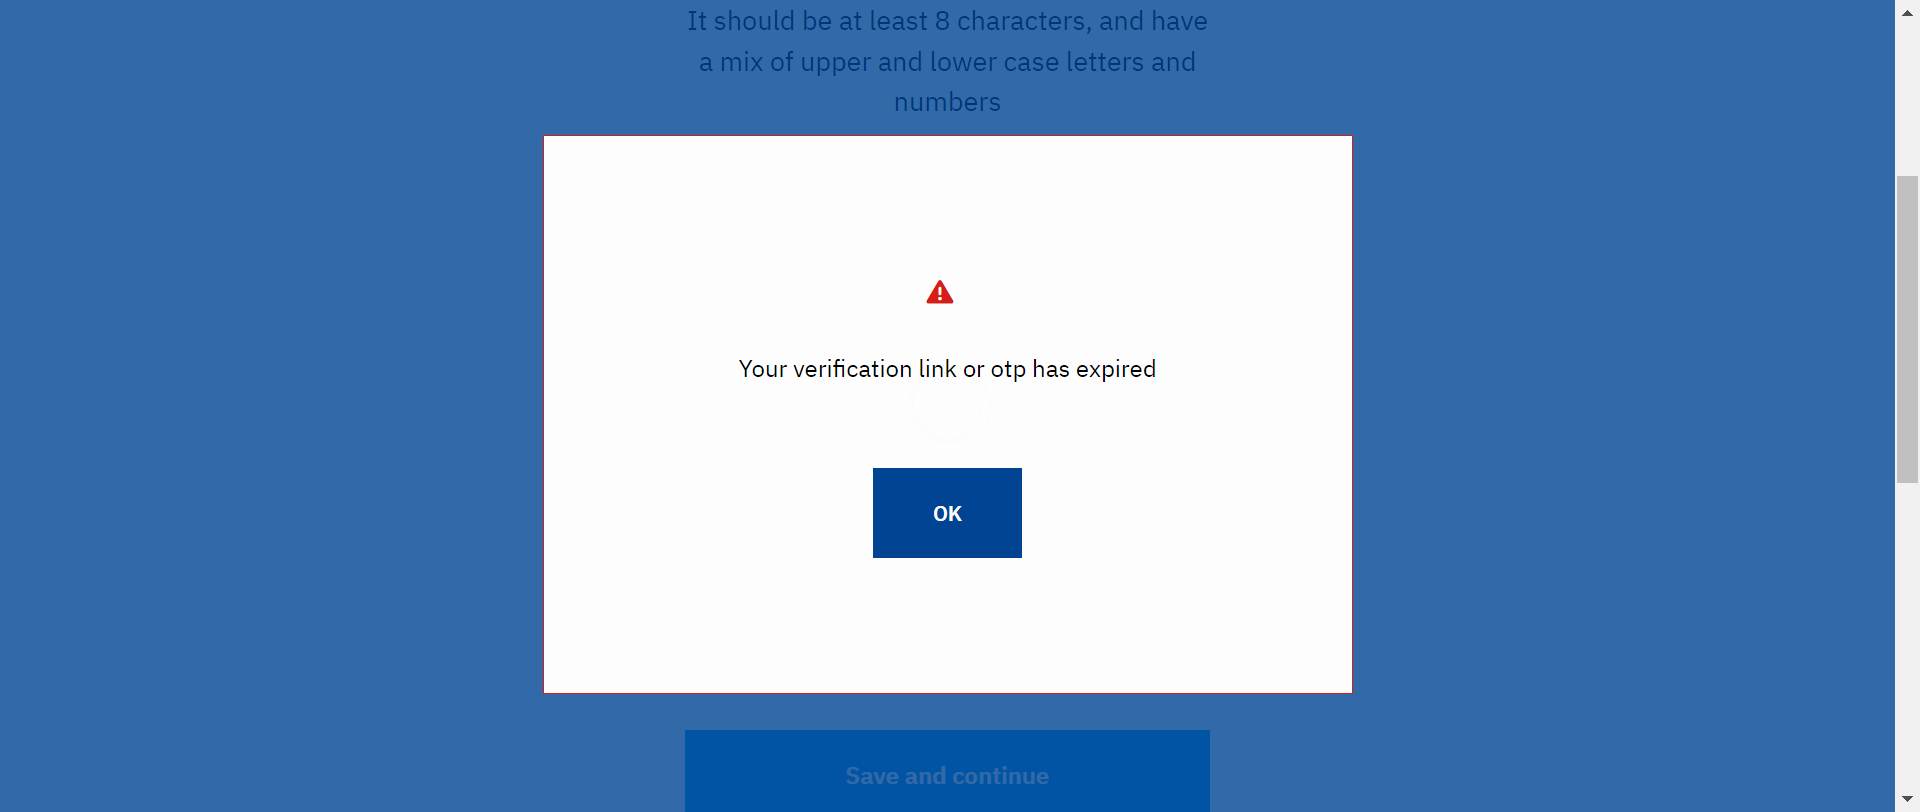 It should be at least 8 characters, and have
a mix of upper and lower case letters and
numbers
Your verification link or otp has expired
OK
Save and continue